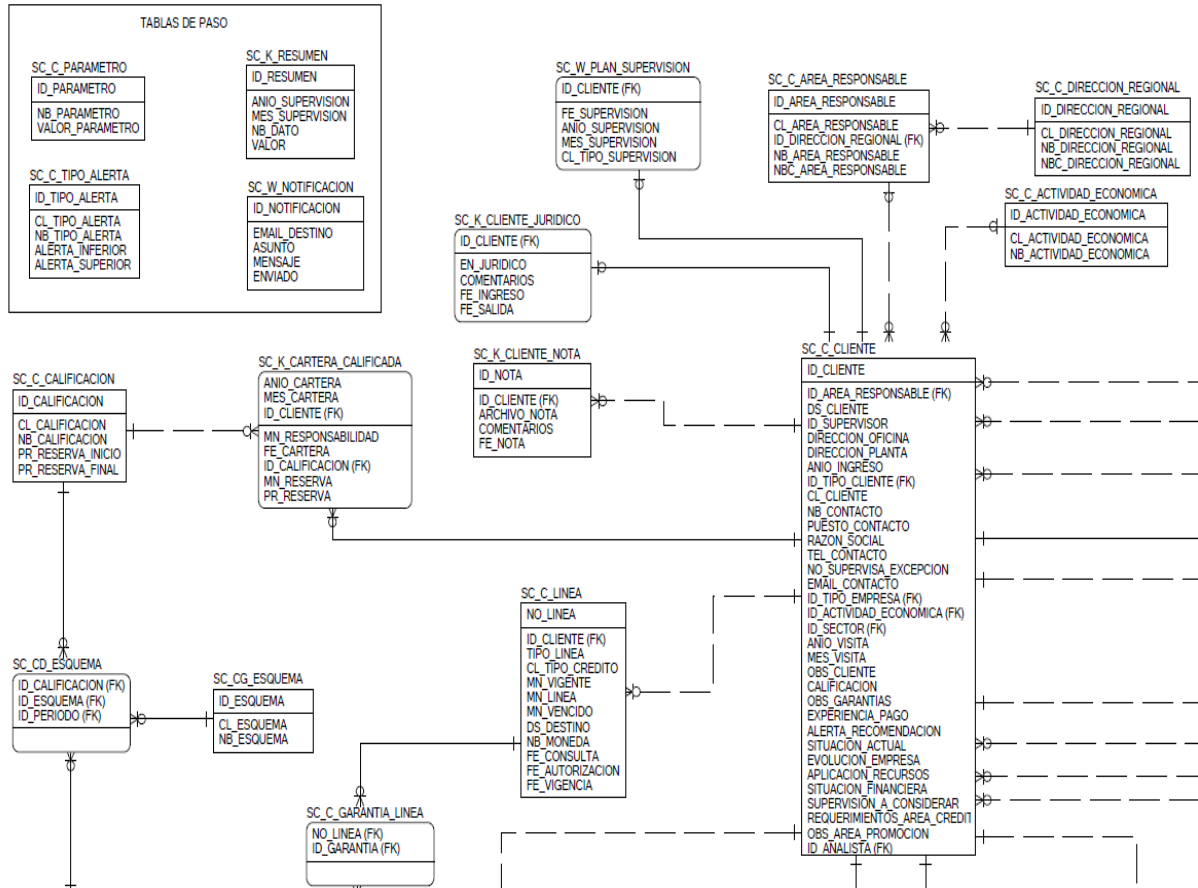 TABLAS DE PASO
SC_C_PARAMETRO
ID_PARAMETRO
NB_PARAMETRO
VALOR_PARAMETRO
SC_K_RESUMEN
ID_RESUMEN
ANIO_SUPERVISION
MES_SUPERVISION
NB_DATO
VALOR
SC_C_TIPO_ALERTA
ID_TIPO_ALERTA
CL_TIPO_ALERTA
NB_TIPO_ALERTA
ALERTA_INFERIOR
ALERTA_SUPERIOR
SC_W_NOTIFICACION
ID_NOTIFICACION
EMAIL_DESTINO
ASUNTO
MENSAJE
ENVIADO
SC_W_PLAN_SUPERVISION
ID_CLIENTE (FK)
FE_SUPERVISION
ANIO_SUPERVISION
MES_SUPERVISION
CL_TIPO_SUPERVISION
SC_C_AREA_RESPONSABLE
ID_AREA_RESPONSABLE
CL_AREA_RESPONSABLE
ID_DIRECCION_REGIONAL (FK)
NB_AREA_RESPONSABLE
NBC_AREA_RESPONSABLE
SC_C_DIRECCION_REGIONAL
ID_DIRECCION_REGIONAL
CL_DIRECCION_REGIONAL
NB_DIRECCION_REGIONAL
NBC_DIRECCION_REGIONAL
SC_C_ACTIVIDAD_ECONOMICA
ID_ACTIVIDAD_ECONOMICA
CL_ACTIVIDAD_ECONOMICA
NB_ACTIVIDAD_ECONOMICA
SC_K_CLIENTE_JURIDICO
ID_CLIENTE (FK)
EN_JURIDICO
COMENTARIOS
FE_INGRESO
FE_SALIDA
SC_K_CLIENTE_NOTA
ID_NOTA
ID_CLIENTE (FK)
ARCHIVO_NOTA
COMENTARIOS
FE_NOTA
SC_K_CARTERA_CALIFICADA
ANIO_CARTERA
MES_CARTERA
ID_CLIENTE (FK)
MN_RESPONSABILIDAD
FE_CARTERA
ID_CALIFICACION (FK)
MN_RESERVA
PR_RESERVA
SC_C_CALIFICACION
ID_CALIFICACION
CL_CALIFICACION
NB_CALIFICACION
PR_RESERVA_INICIO
PR_RESERVA_FINAL
SC_C_CLIENTE
ID_CLIENTE
ID_AREA_RESPONSABLE (FK)
DS_CLIENTE
ID_SUPERVISOR
DIRECCION_OFICINA
DIRECCION_PLANTA
ANIO_INGRESO
ID_TIPO_CLIENTE (FK)
CL_CLIENTE
NB_CONTACTO
PUESTO_CONTACTO
RAZON_SOCIAL
TEL_CONTACTO
NO_SUPERVISA_EXCEPCION
EMAIL_CONTACTO
ID_TIPO_EMPRESA (FK)
ID_ACTIVIDAD_ECONOMICA (FK)
ID_SECTOR (FK)
ANIO_VISITA
MES_VISITA
OBS_CLIENTE
CALIFICACION
OBS_GARANTIAS
EXPERIENCIA_PAGO
ALERTA_RECOMENDACION
SITUACION_ACTUAL
EVOLUCION_EMPRESA
APLICACION_RECURSOS
SITUACION_FINANCIERA
SUPERVISION_A_CONSIDERAR
REQUERIMIENTOS_AREA_CREDIT
OBS_AREA_PROMOCION
ID_ANALISTA (FK)
SC_C_LINEA
NO_LINEA
ID_CLIENTE (FK)
TIPO_LINEA
CL_TIPO_CREDITO
MN_VIGENTE
MN_LINEA
MN_VENCIDO
DS_DESTINO
NB_MONEDA
FE_CONSULTA
FE_AUTORIZACION
FE_VIGENCIA
SC_CD_ESQUEMA
ID_CALIFICACION (FK)
ID_ESQUEMA (FK)
ID_PERIODO (FK)
SC_CG_ESQUEMA
ID_ESQUEMA
CL_ESQUEMA
NB_ESQUEMA
SC_C_GARANTIA_LINEA
NO_LINEA (FK)
ID_GARANTIA (FK)